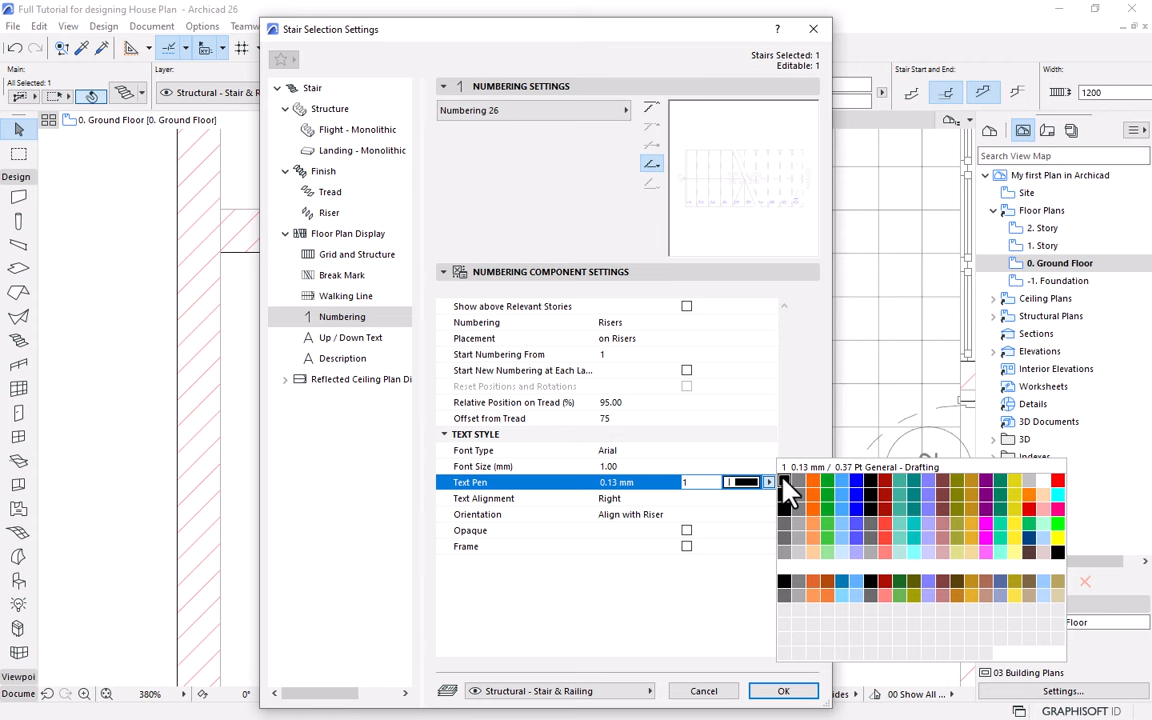 Full Tutorial for designing House Plan - Archicad 26
File Edit View Design Document Options Teamw
Main:
All Selected: 1
Layer:
Structural - Stair & R
0. Ground Floor [0. Ground Floor]
Design
Viewpoi
Docume
380%
0°
Stair Selection Settings
?
Stairs Selected: 1
Editable: 1
Stair
Structure
Flight - Monolithic
Landing - Monolithic
Finish
Tread
Riser
Floor Plan Display
Grid and Structure
Break Mark
Walking Line
Numbering
Up / Down Text
Description
Reflected Ceiling Plan Di
NUMBERING SETTINGS
Numbering 26
NUMBERING COMPONENT SETTINGS
Show above Relevant Stories
Numbering Risers
Placement on Risers
Start Numbering From 1
Start New Numbering at Each La...
Reset Positions and Rotations
Relative Position on Tread (%) 95.00
Offset from Tread 75
TEXT STYLE
Font Type Arial
Font Size (mm) 1.00
Text Pen 0.13 mm 1
Text Alignment Right
Orientation Align with Riser
Opaque
Frame
1 0.13 mm / 0.37 Pt General - Drafting
Structural - Stair & Railing
Cancel
OK
Stair Start and End:
Width:
1200
Search View Map
My first Plan in Archicad
Site
Floor Plans
2. Story
1. Story
0. Ground Floor
-1. Foundation
Ceiling Plans
Structural Plans
Sections
Elevations
Interior Elevations
Worksheets
Details
3D Documents
3D
Indexes
Floor
03 Building Plans
Settings...
ides
00 Show All ...
GRAPHISOFT ID